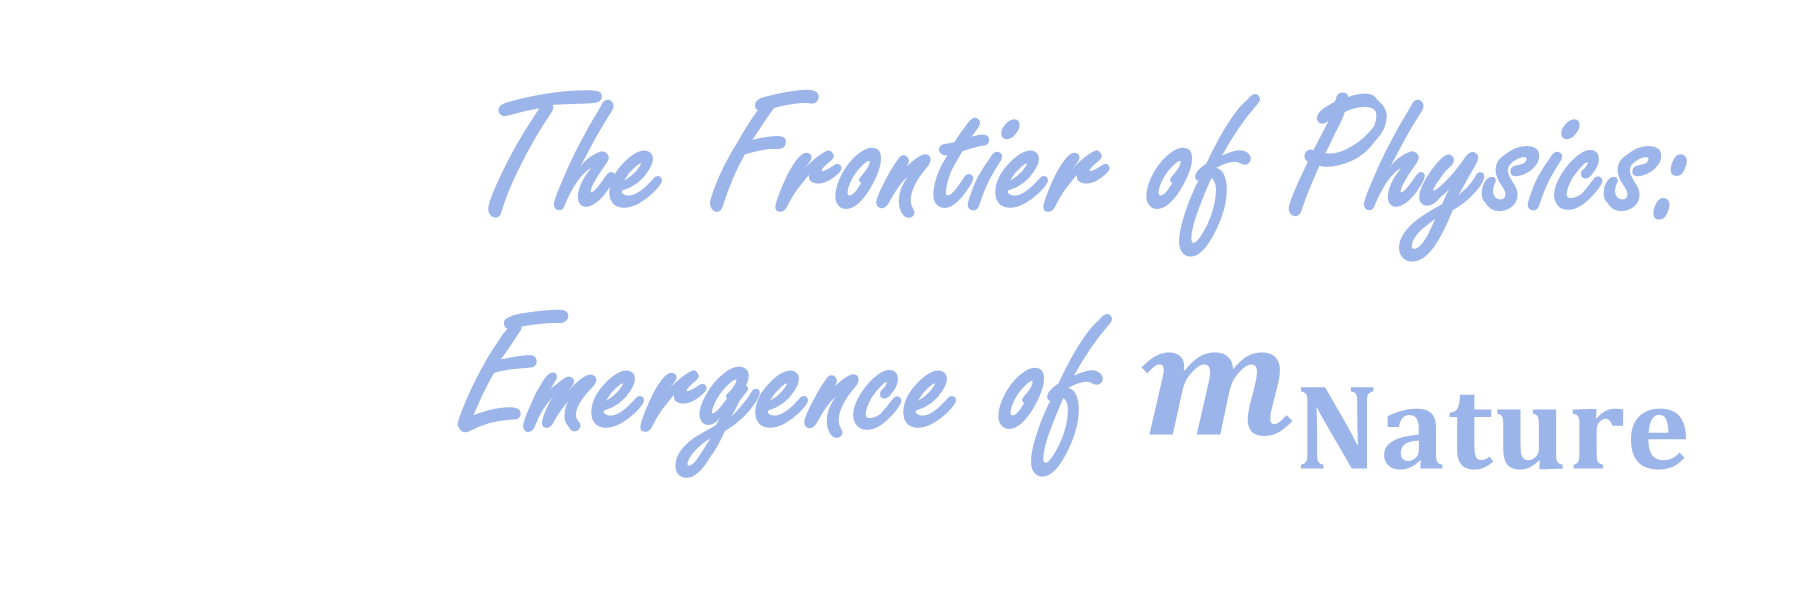 The Frontier of Physics:
Emergence of m_Nature